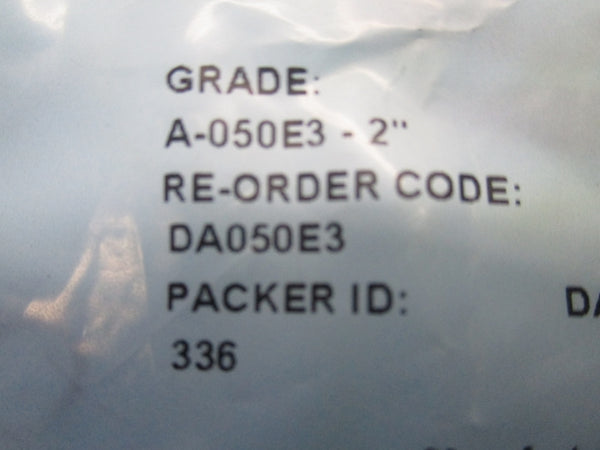 GRADE:
A-050E3 - 2"
RE-ORDER CODE:
DA050E3
PACKER ID:
336